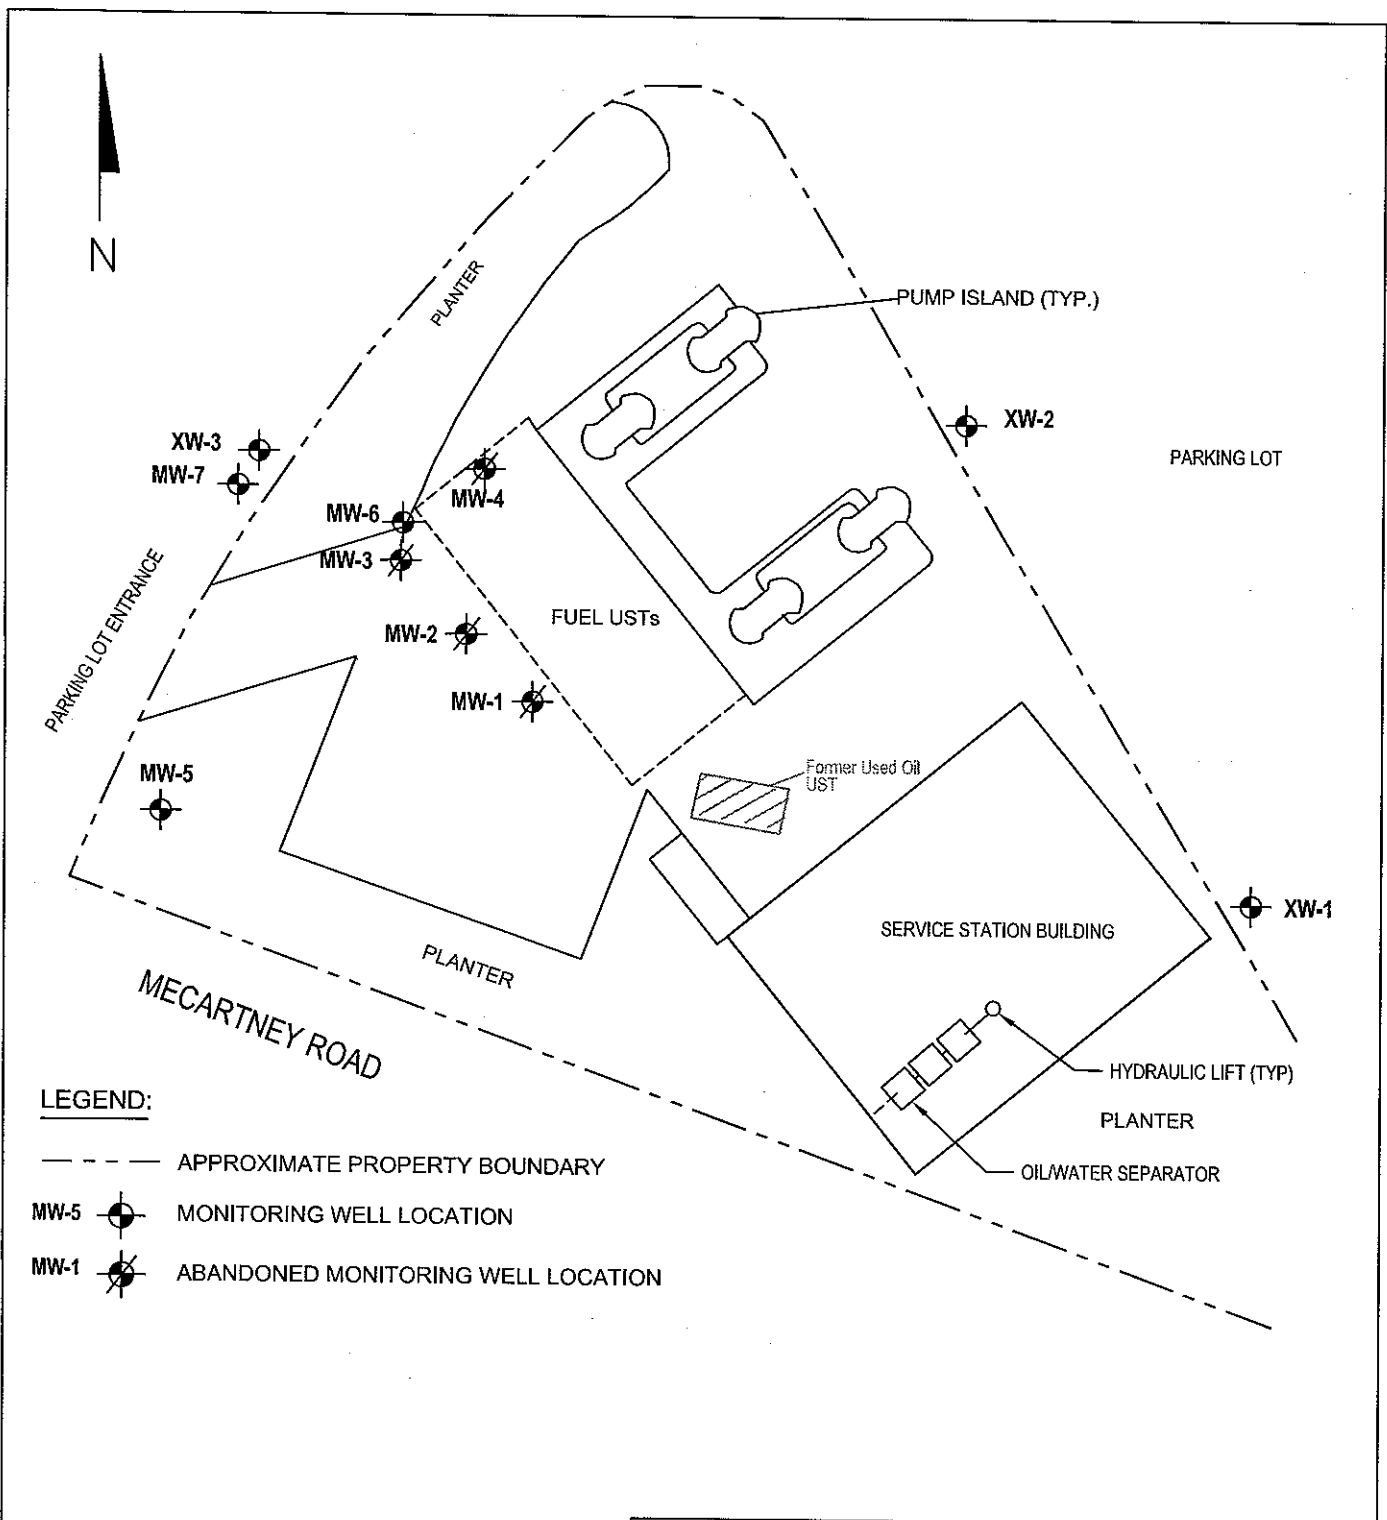 N
PLANTER
PUMP ISLAND (TYP.)
XW-2
PARKING LOT
XW-3
MW-7
MW-4
MW-6
MW-3
PARKING LOT ENTRANCE
FUEL USTs
MW-2
MW-1
Former Used Oil
UST
MW-5
XW-1
SERVICE STATION BUILDING
PLANTER
MECARTNEY ROAD
HYDRAULIC LIFT (TYP)
PLANTER
OIL/WATER SEPARATOR
LEGEND:
APPROXIMATE PROPERTY BOUNDARY
MW-5 MONITORING WELL LOCATION
MW-1 ABANDONED MONITORING WELL LOCATION